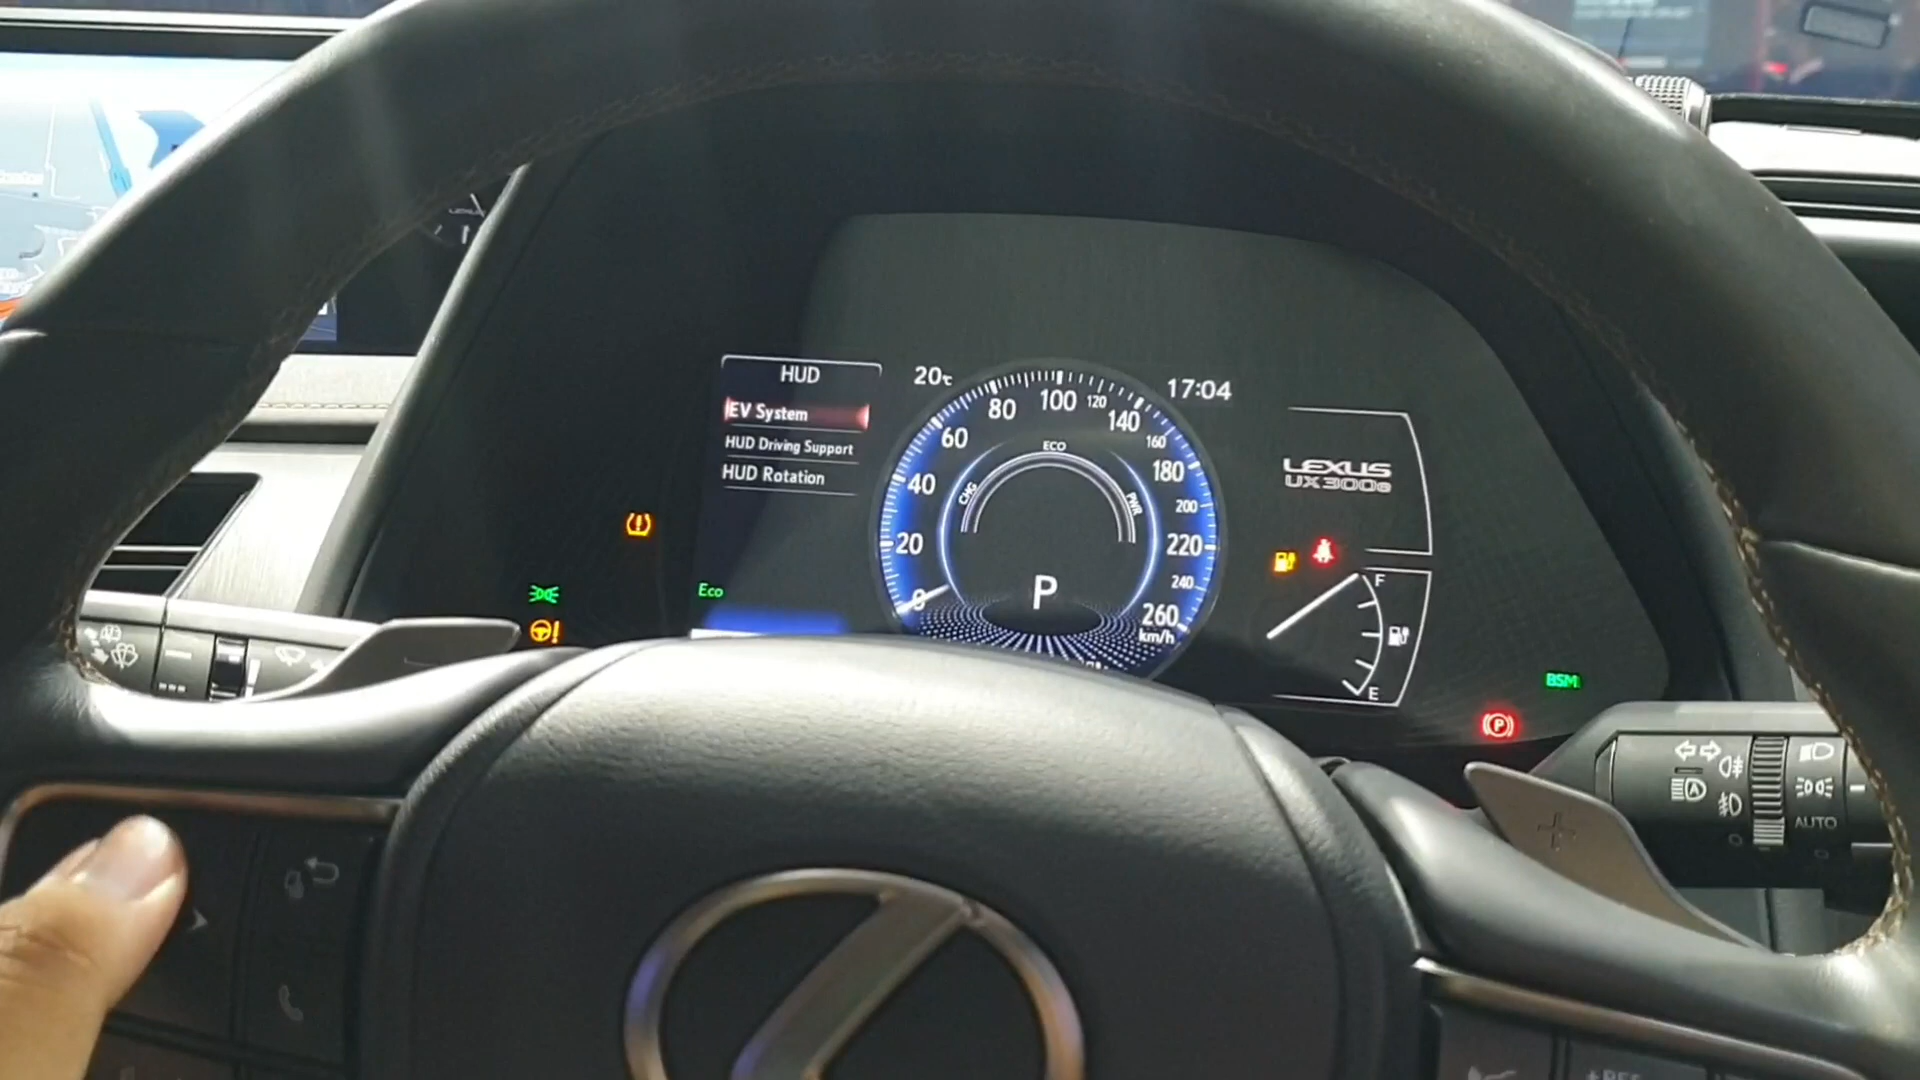 HUD
EV System
HUD Driving Support
HUD Rotation
20°C
17:04
0
20
40
60
80
100
120
140
160
180
200
220
240
260
km/h
CHG
ECO
PWR
P
LEXUS
UX300e
F
E
Eco
BSM
P
AUTO